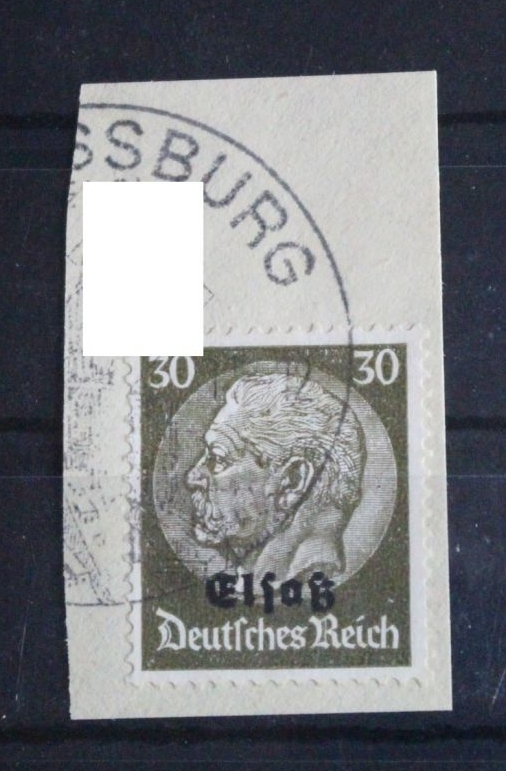 SSBURG
30 30
Elſaß
Deutſches Reich